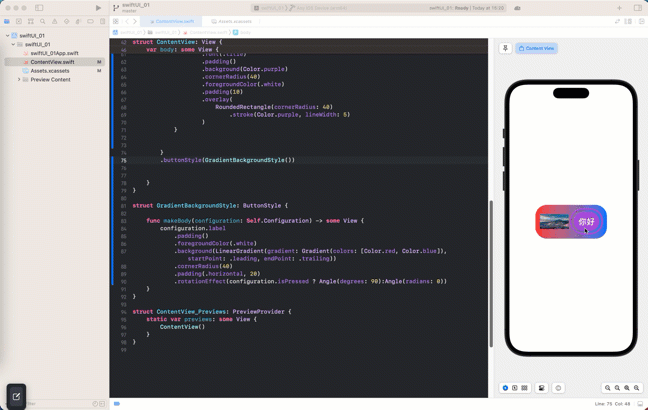 swiftUI_01
master
swiftUI_01: Ready | Today at 15:20
ContentView.swift
Assets.xcassets
swiftUI_01
swiftUI_01
swiftUI_01App.swift
ContentView.swift M
Assets.xcassets M
Preview Content
43 struct ContentView: View {
46 var body: some View {
62 .padding()
63 .background(Color.purple)
64 .cornerRadius(40)
65 .foregroundColor(.white)
66 .padding(10)
67 .overlay(
68 RoundedRectangle(cornerRadius: 40)
69 .stroke(Color.purple, lineWidth: 5)
70 )
71 }
72
73
74 }
75 .buttonStyle(GradientBackgroundStyle())
76
77
78 }
79 }
80
81 struct GradientBackgroundStyle: ButtonStyle {
82
83 func makeBody(configuration: Self.Configuration) -> some View {
84 configuration.label
85 .padding()
86 .foregroundColor(.white)
87 .background(LinearGradient(gradient: Gradient(colors: [Color.red, Color.blue]),
startPoint: .leading, endPoint: .trailing))
88 .cornerRadius(40)
89 .padding(.horizontal, 20)
90 .rotationEffect(configuration.isPressed ? Angle(degrees: 90):Angle(radians: 0))
91 }
92 }
93
94 struct ContentView_Previews: PreviewProvider {
95 static var previews: some View {
96 ContentView()
97 }
98 }
99
Content View
你好
Line: 75 Col: 48